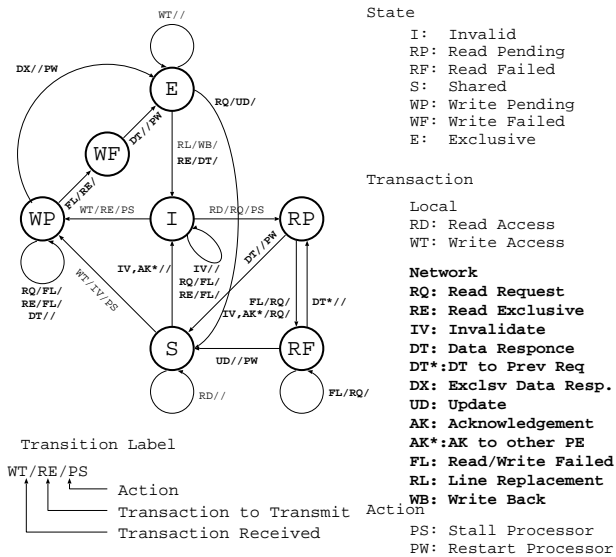 WT//
DX//PW
E
RQ/UD/
DT//PW
WF
RL/WB/
RE/DT/
FL/RE/
WP
WT/RE/PS
I
RD/RQ/PS
RP
IV//
RQ/FL/
RE/FL/
IV,AK*//
DT//PW
RQ/FL/
RE/FL/
DT//
WT/IV/PS
FL/RQ/
IV,AK*/RQ/
DT*//
S
UD//PW
RF
RD//
FL/RQ/
Transition Label
WT/RE/PS
Action
Transaction to Transmit
Transaction Received
State
I: Invalid
RP: Read Pending
RF: Read Failed
S: Shared
WP: Write Pending
WF: Write Failed
E: Exclusive
Transaction
Local
RD: Read Access
WT: Write Access
Network
RQ: Read Request
RE: Read Exclusive
IV: Invalidate
DT: Data Responce
DT*:DT to Prev Req
DX: Exclsv Data Resp.
UD: Update
AK: Acknowledgement
AK*:AK to other PE
FL: Read/Write Failed
RL: Line Replacement
WB: Write Back
Action
PS: Stall Processor
PW: Restart Processor